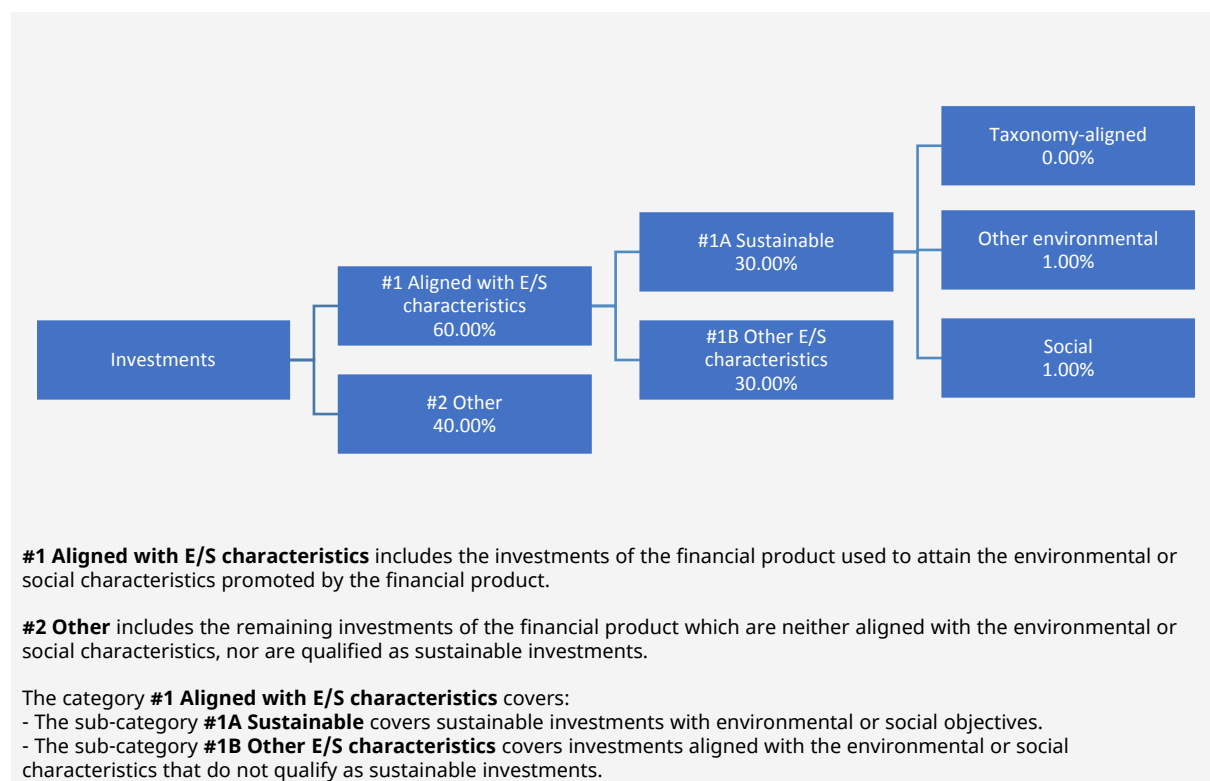 Investments
#1 Aligned with E/S
characteristics
60.00%
#2 Other
40.00%
#1A Sustainable
30.00%
#1B Other E/S
characteristics
30.00%
Taxonomy-aligned
0.00%
Other environmental
1.00%
Social
1.00%
#1 Aligned with E/S characteristics includes the investments of the financial product used to attain the environmental or
social characteristics promoted by the financial product.
#2 Other includes the remaining investments of the financial product which are neither aligned with the environmental or
social characteristics, nor are qualified as sustainable investments.
The category #1 Aligned with E/S characteristics covers:
- The sub-category #1A Sustainable covers sustainable investments with environmental or social objectives.
- The sub-category #1B Other E/S characteristics covers investments aligned with the environmental or social
characteristics that do not qualify as sustainable investments.